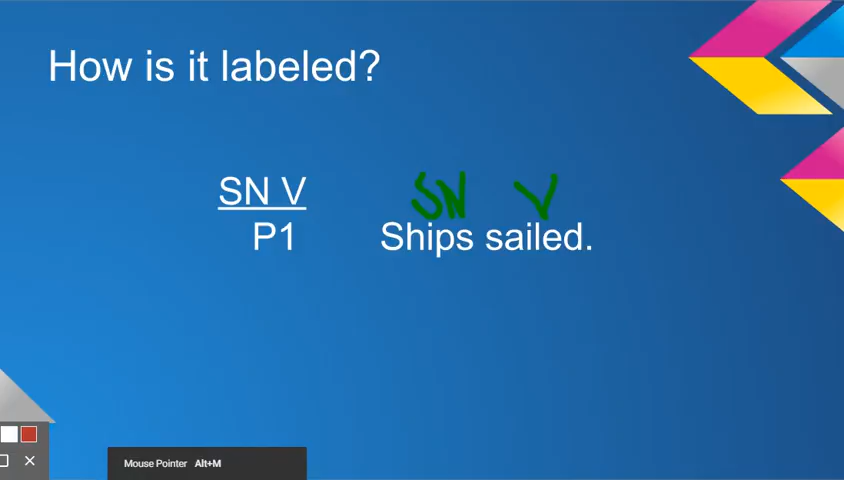 How is it labeled?
SN V
SN V
P1
Ships sailed.
Mouse Pointer Alt+M